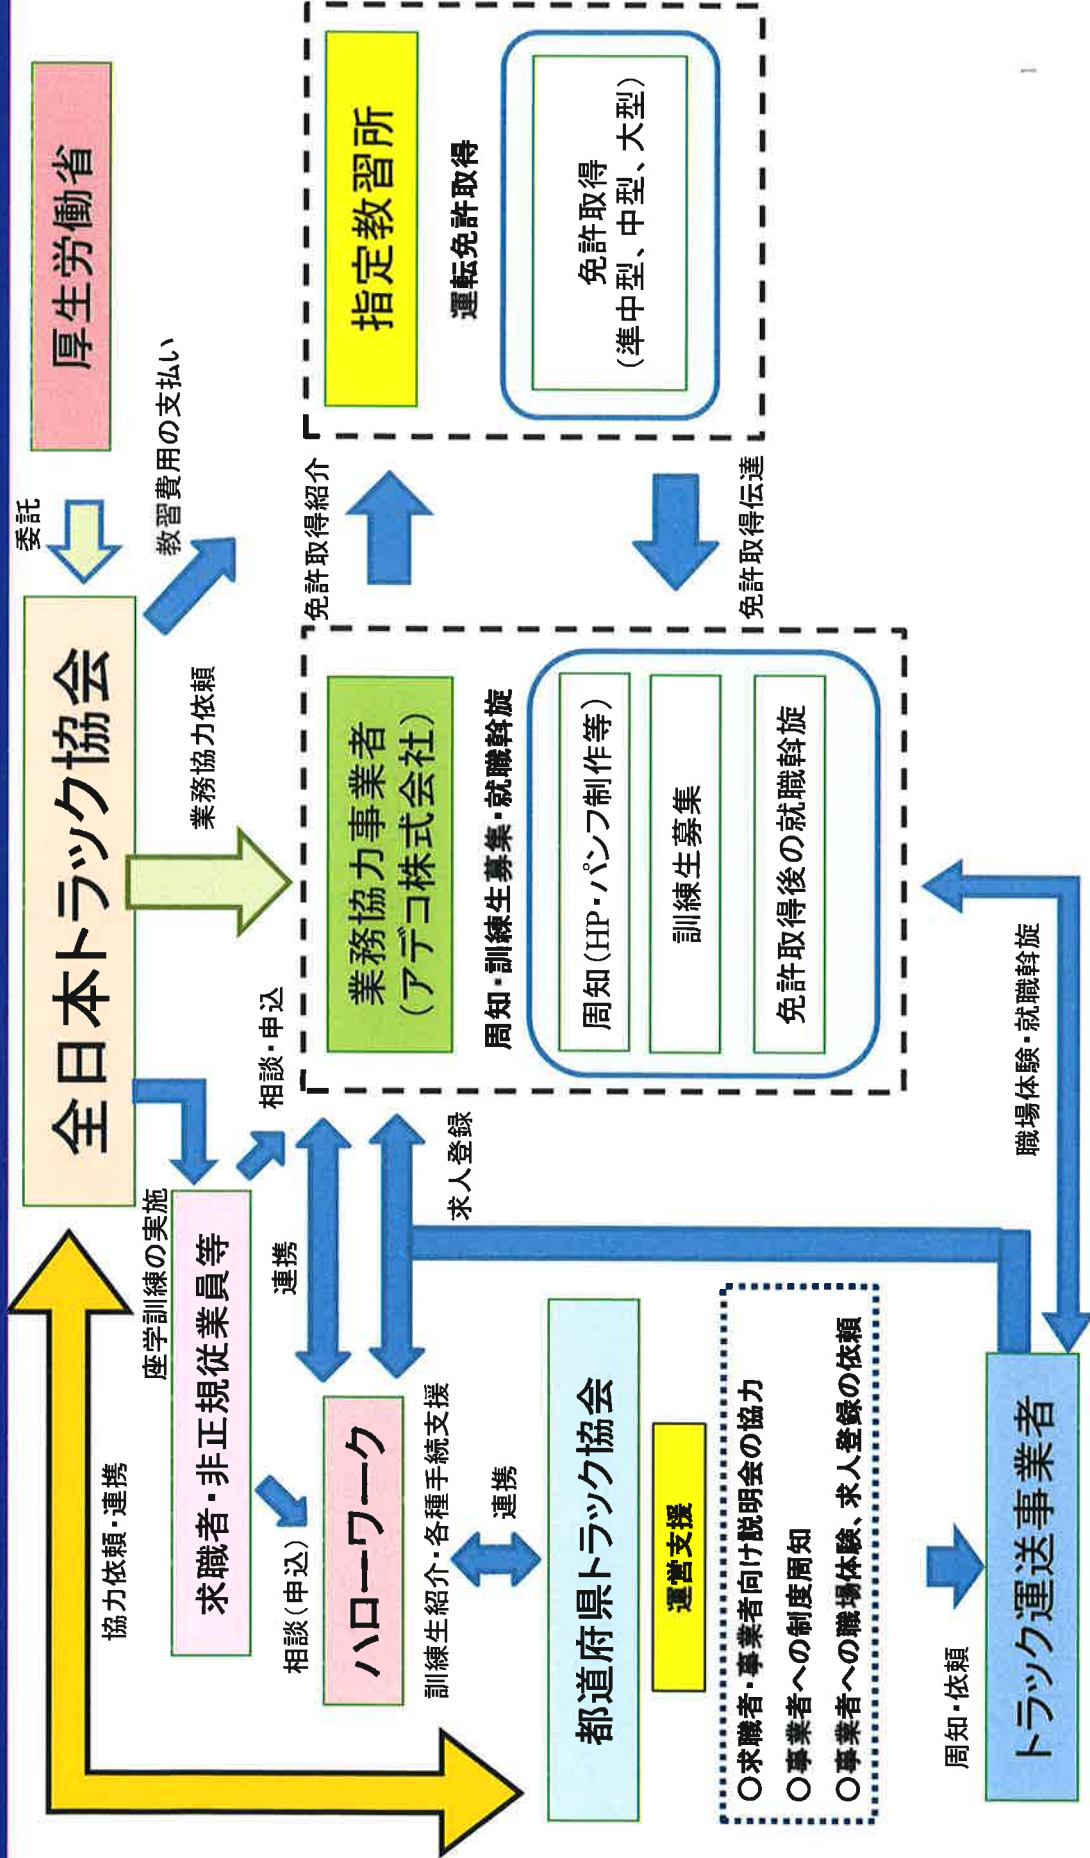 厚生労働省
委託
全日本トラック協会
教習費用の支払い
業務協力依頼
協力依頼・連携
座学訓練の実施
求職者・非正規従業員等
相談・申込
相談(申込)
連携
ハローワーク
訓練生紹介・各種手続支援
求人登録
連携
業務協力事業者
(アデコ株式会社)
周知・訓練生募集・就職斡旋
周知(HP・パンフ制作等)
訓練生募集
免許取得後の就職斡旋
免許取得紹介
免許取得伝達
指定教習所
運転免許取得
免許取得
(準中型、中型、大型)
都道府県トラック協会
運営支援
○求職者・事業者向け説明会の協力
○事業者への制度周知
○事業者への職場体験、求人登録の依頼
周知・依頼
トラック運送事業者
職場体験・就職斡旋
1